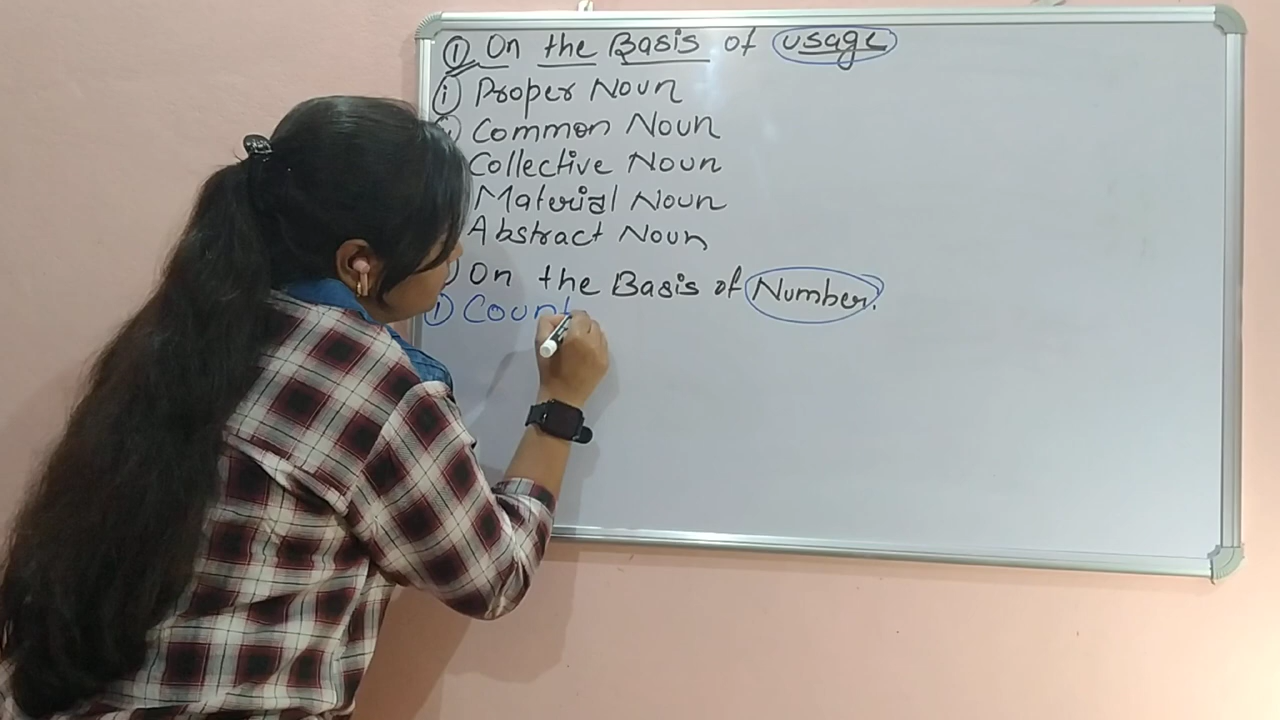 ① On the Basis of usage
ⓘ Proper Noun
Common Noun
Collective Noun
Material Noun
Abstract Noun
On the Basis of Number.
ⓘ Count